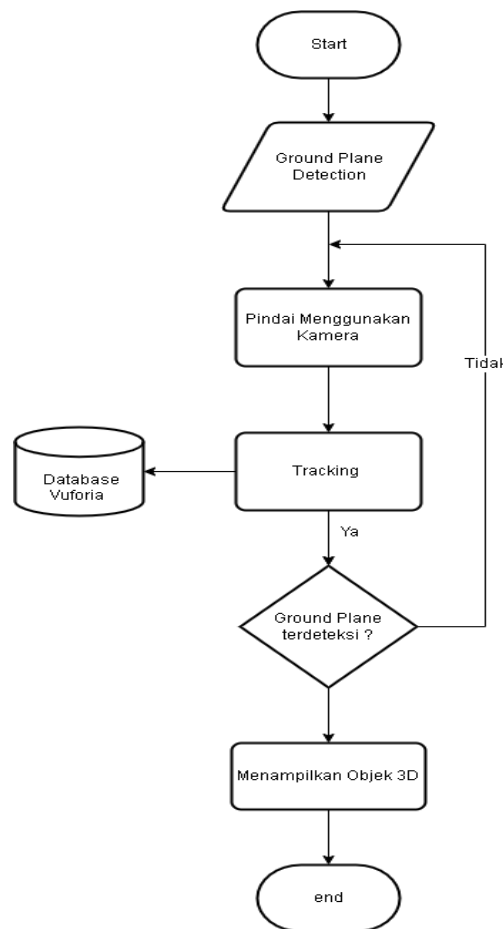 Start
Ground Plane
Detection
Pindai Menggunakan
Kamera
Tidak
Tracking
Database
Vuforia
Ya
Ground Plane
terdeteksi ?
Menampilkan Objek 3D
end